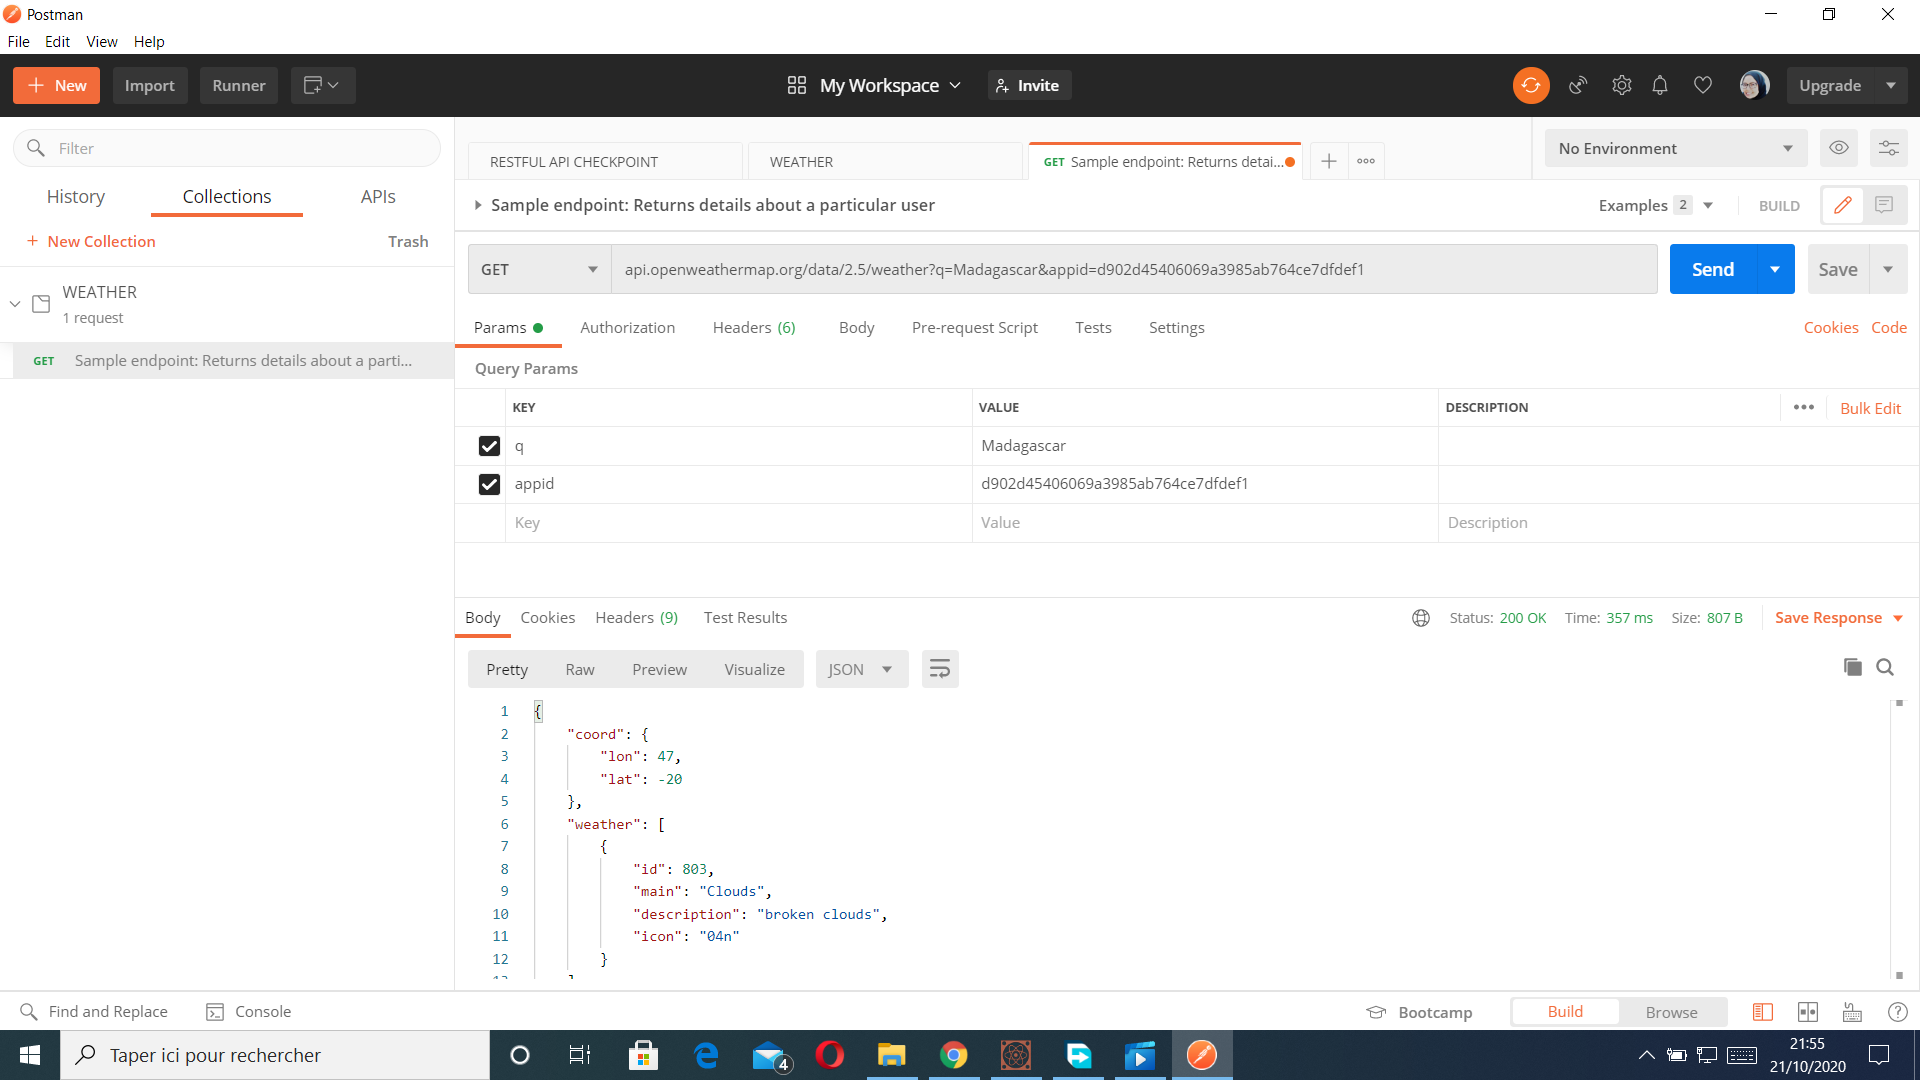 Postman
File Edit View Help
New Import Runner My Workspace Invite Upgrade
Filter
History Collections APIs
New Collection Trash
WEATHER
1 request
GET Sample endpoint: Returns details about a parti...
RESTFUL API CHECKPOINT WEATHER GET Sample endpoint: Returns detai... No Environment
Sample endpoint: Returns details about a particular user Examples 2 BUILD
GET api.openweathermap.org/data/2.5/weather?q=Madagascar&appid=d902d45406069a3985ab764ce7dfdef1 Send Save
Params Authorization Headers (6) Body Pre-request Script Tests Settings Cookies Code
Query Params
KEY VALUE DESCRIPTION ••• Bulk Edit
q Madagascar
appid d902d45406069a3985ab764ce7dfdef1
Key Value Description
Body Cookies Headers (9) Test Results Status: 200 OK Time: 357 ms Size: 807 B Save Response
Pretty Raw Preview Visualize JSON
1 {
2 "coord": {
3 "lon": 47,
4 "lat": -20
5 },
6 "weather": [
7 {
8 "id": 803,
9 "main": "Clouds",
10 "description": "broken clouds",
11 "icon": "04n"
12 }
Find and Replace Console Bootcamp Build Browse
Taper ici pour rechercher 4 21:55
21/10/2020